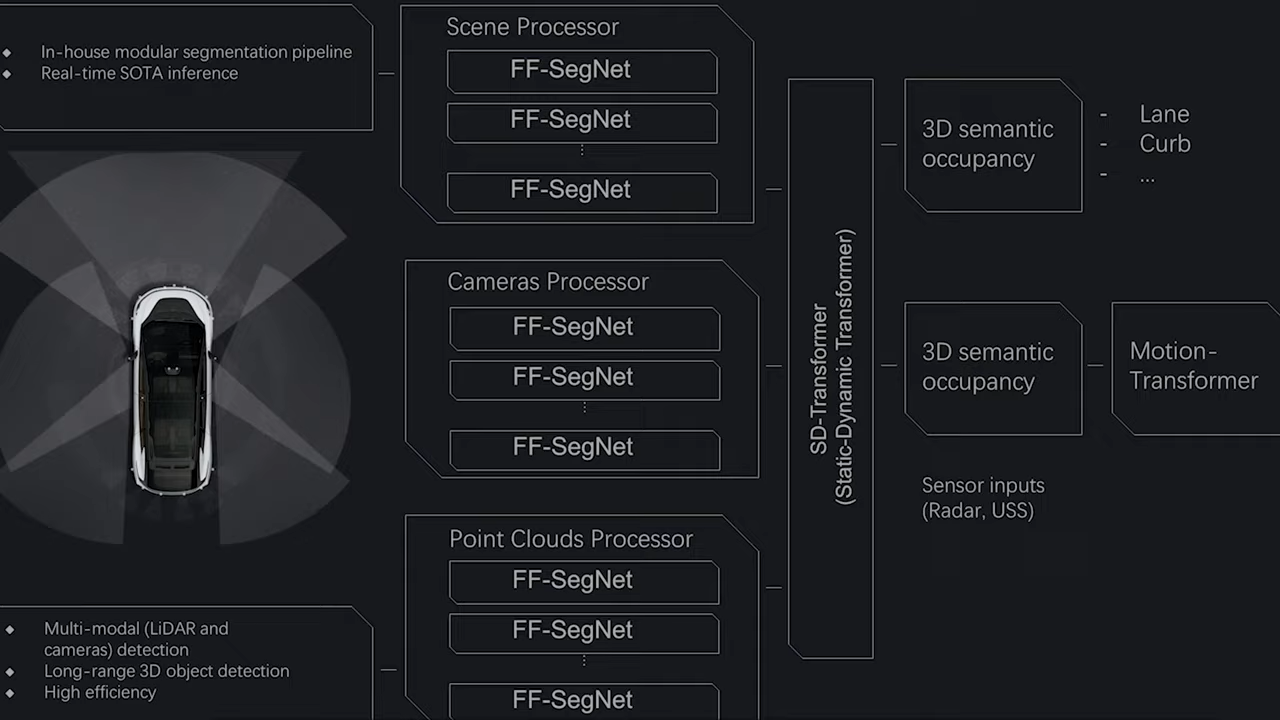 In-house modular segmentation pipeline
Real-time SOTA inference
Scene Processor
FF-SegNet
FF-SegNet
FF-SegNet
Cameras Processor
FF-SegNet
FF-SegNet
FF-SegNet
Point Clouds Processor
FF-SegNet
FF-SegNet
FF-SegNet
Multi-modal (LiDAR and
cameras) detection
Long-range 3D object detection
High efficiency
SD-Transformer
(Static-Dynamic Transformer)
3D semantic
occupancy
- Lane
- Curb
- ...
3D semantic
occupancy
Motion-
Transformer
Sensor inputs
(Radar, USS)